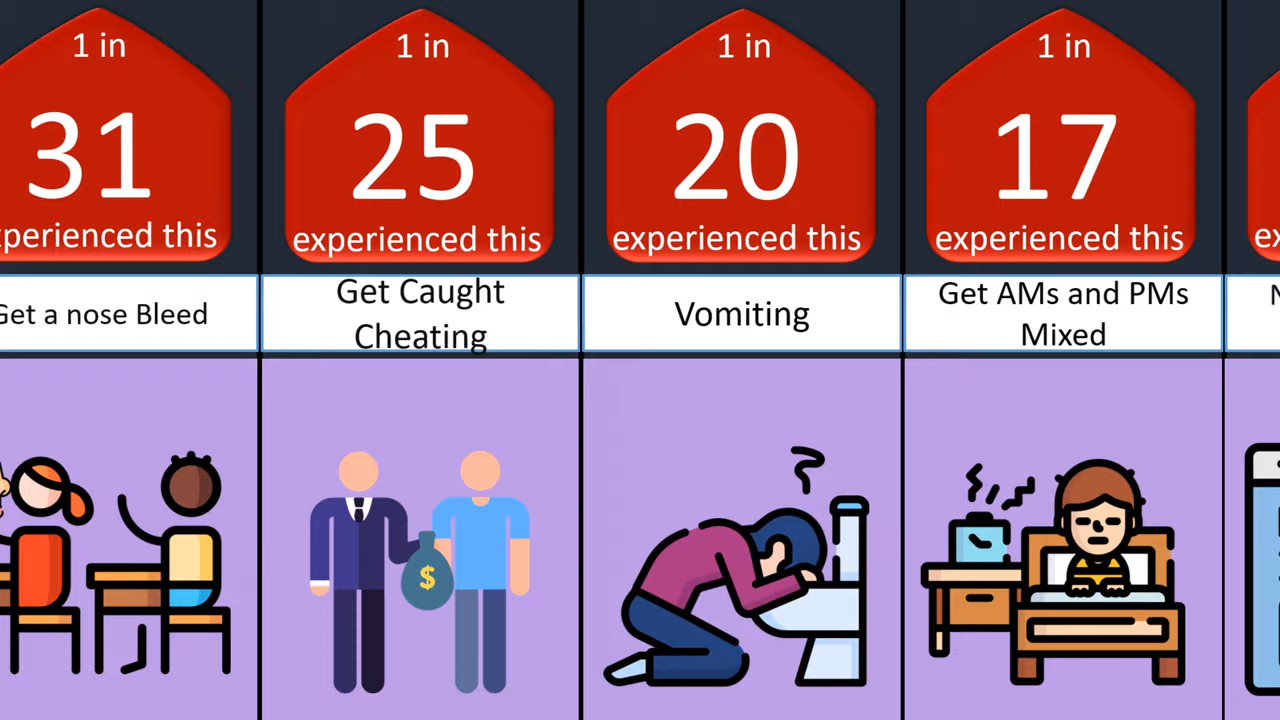 1 in
31
experienced this
Get a nose Bleed
1 in
25
experienced this
Get Caught
Cheating
1 in
20
experienced this
Vomiting
1 in
17
experienced this
Get AMs and PMs
Mixed
$